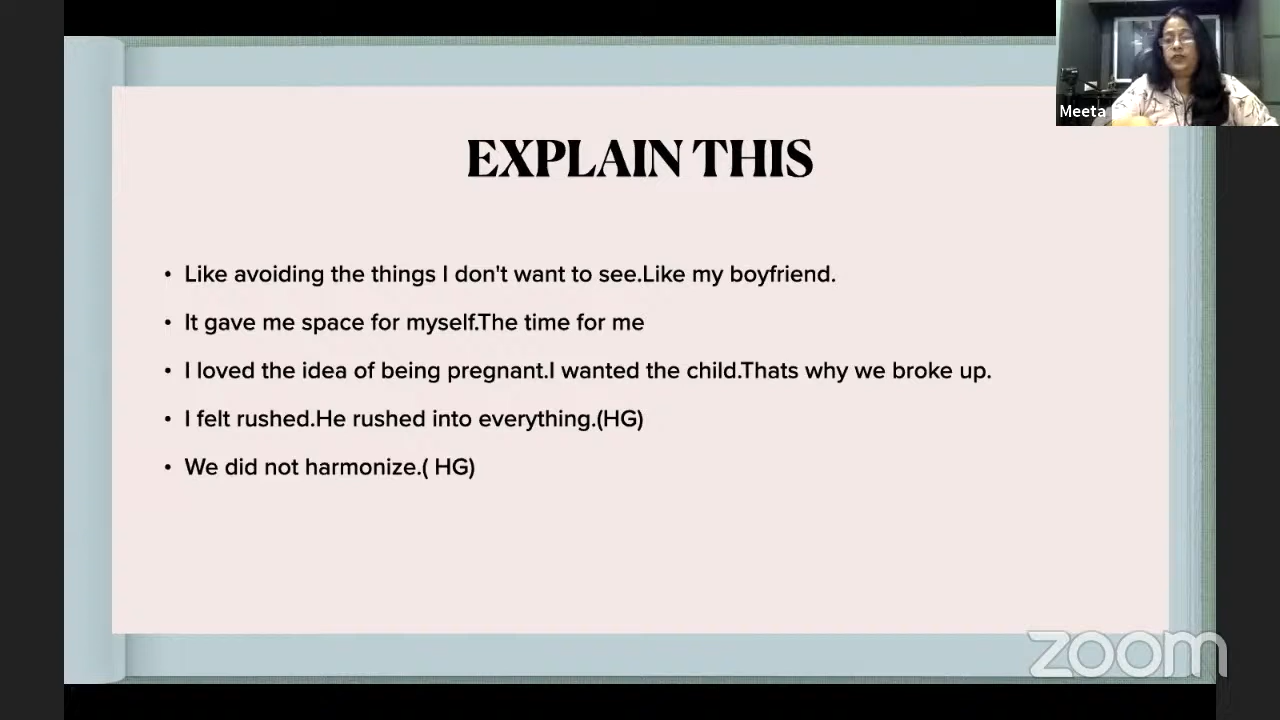 Meeta
EXPLAIN THIS
• Like avoiding the things I don't want to see.Like my boyfriend.
• It gave me space for myself.The time for me
• I loved the idea of being pregnant.I wanted the child.Thats why we broke up.
• I felt rushed.He rushed into everything.(HG)
• We did not harmonize.( HG)
zoom